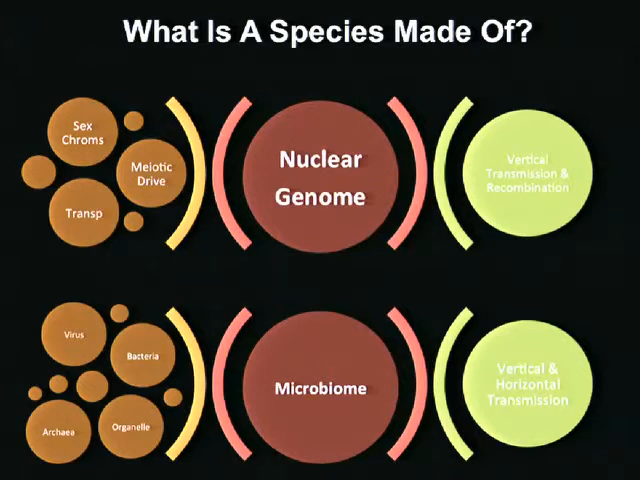 What Is A Species Made Of?
Sex
Chroms
Meiotic
Drive
Transp
Nuclear
Genome
Vertical
Transmission &
Recombination
Virus
Bacteria
Archaea
Organelle
Microbiome
Vertical &
Horizontal
Transmission